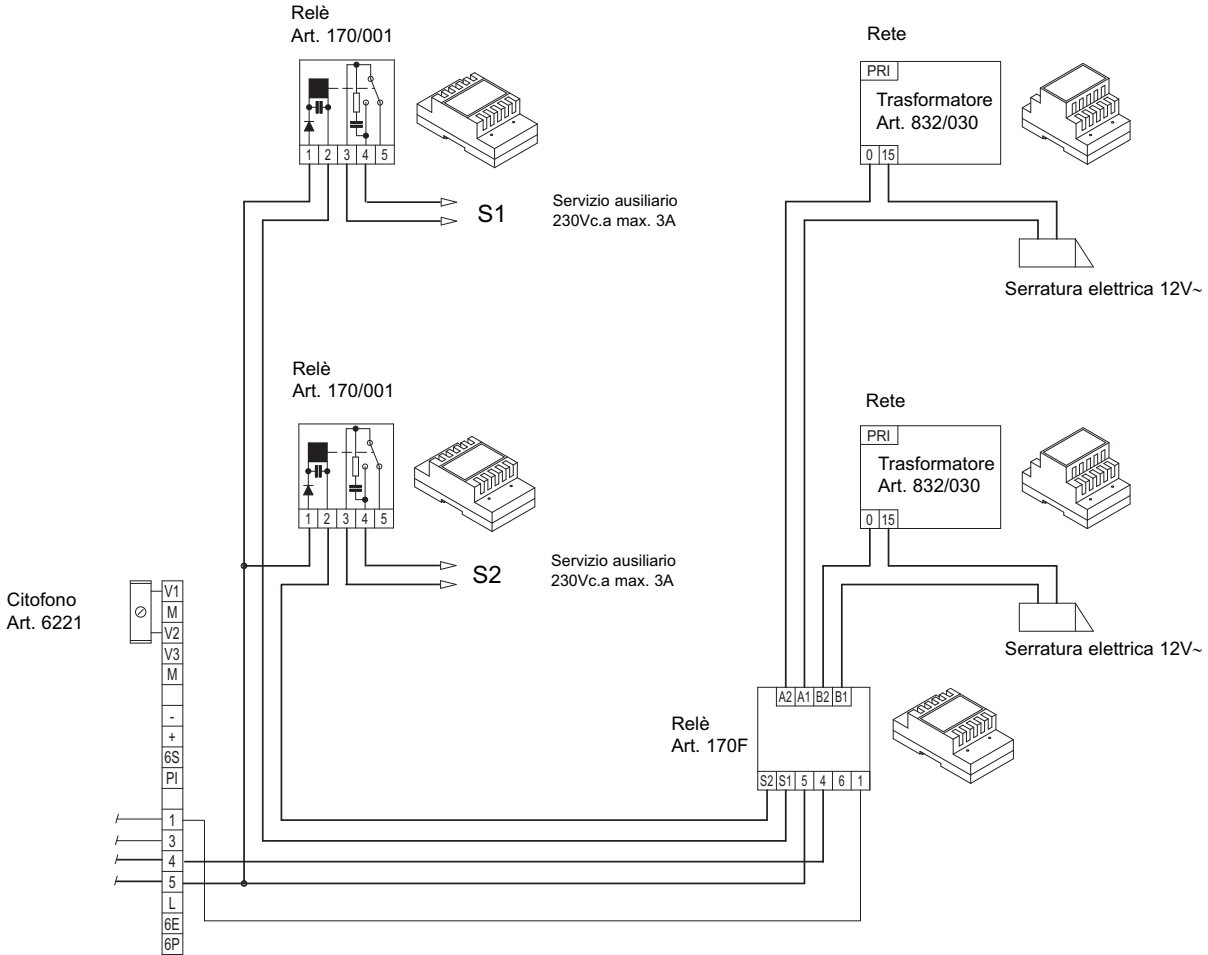 Relè
Art. 170/001
1 2 3 4 5
S1
Servizio ausiliario
230Vc.a max. 3A
Rete
PRI
Trasformatore
Art. 832/030
0 15
Serratura elettrica 12V~
Relè
Art. 170/001
1 2 3 4 5
S2
Servizio ausiliario
230Vc.a max. 3A
Rete
PRI
Trasformatore
Art. 832/030
0 15
Serratura elettrica 12V~
Citofono
Art. 6221
V1
M
V2
V3
M
-
+
6S
PI
1
3
4
5
L
6E
6P
Relè
Art. 170F
A2 A1 B2 B1
S2 S1 5 4 6 1